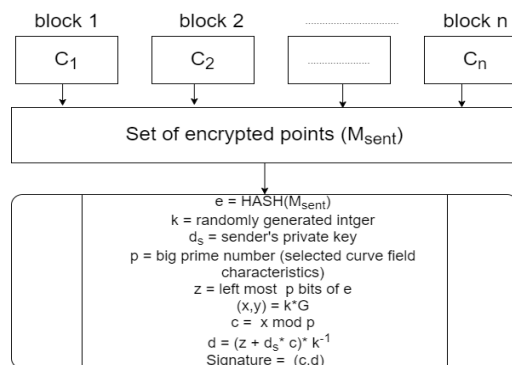 block 1 block 2 ........................ block n
C1 C2 ................ Cn
Set of encrypted points (Msent)
e = HASH(Msent)
k = randomly generated intger
ds = sender's private key
p = big prime number (selected curve field
characteristics)
z = left most p bits of e
(x,y) = k*G
c = x mod p
d = (z + ds* c)* k-1
Signature = (c,d)